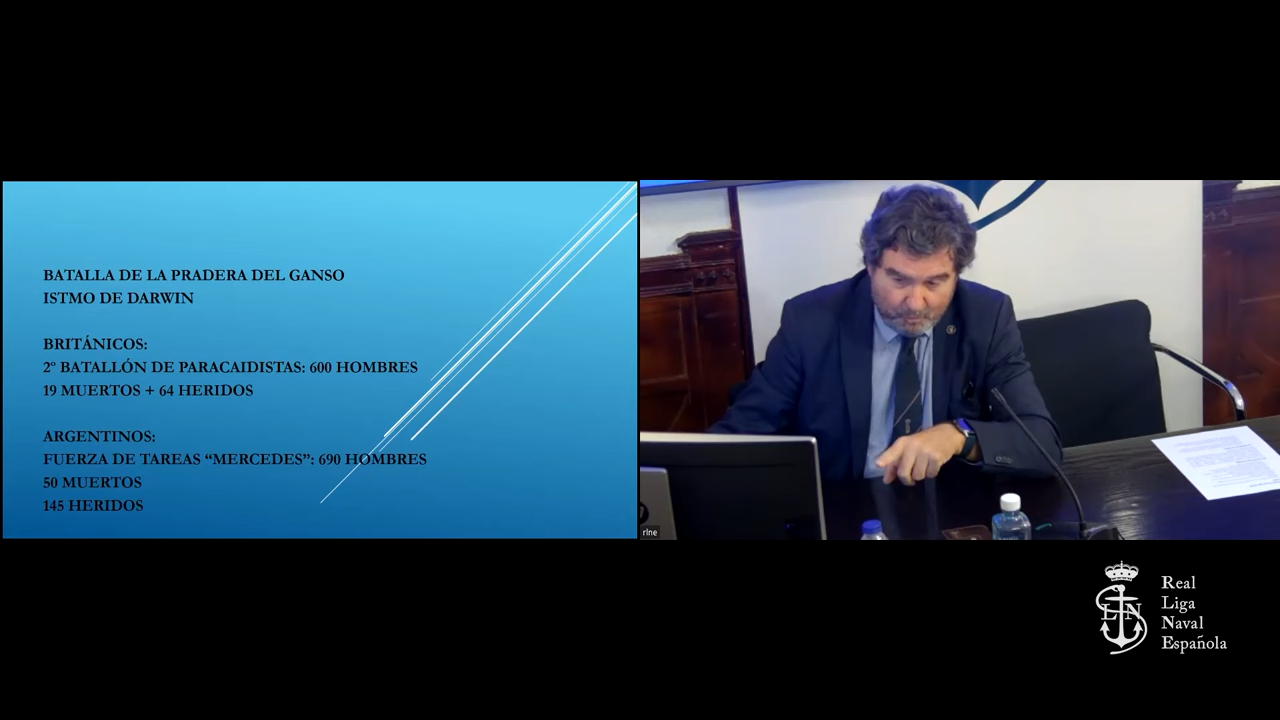 BATALLA DE LA PRADERA DEL GANSO
ISTMO DE DARWIN
BRITÁNICOS:
2º BATALLÓN DE PARACAIDISTAS: 600 HOMBRES
19 MUERTOS + 64 HERIDOS
ARGENTINOS:
FUERZA DE TAREAS “MERCEDES”: 690 HOMBRES
50 MUERTOS
145 HERIDOS
rlne
LN
Real
Liga
Naval
Española